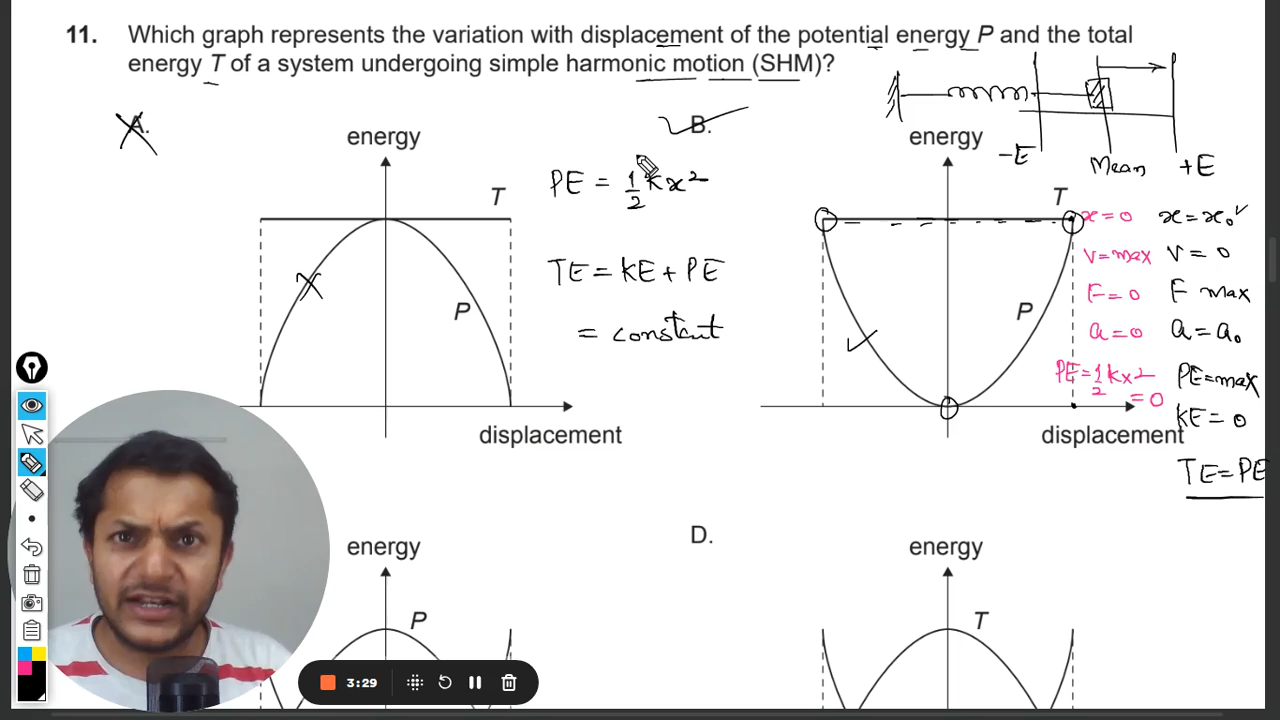 11. Which graph represents the variation with displacement of the potential energy P and the total
energy T of a system undergoing simple harmonic motion (SHM)?
A.
energy
T
P
displacement
PE = 1/2 kx²
TE = KE + PE
= constant
B.
energy
T
P
displacement
-E
Mean
+E
x=0
V=max
F=0
a=0
PE=1/2 kx²
=0
x=x₀
V=0
F max
a=a₀
PE=max
KE=0
TE=PE
energy
P
D.
energy
T
3:29